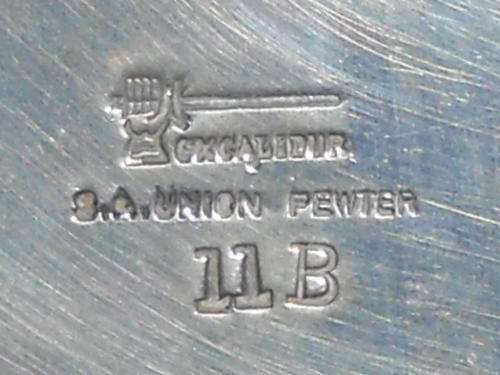 EXCALIBUR
S.A. UNION PEWTER
11 B